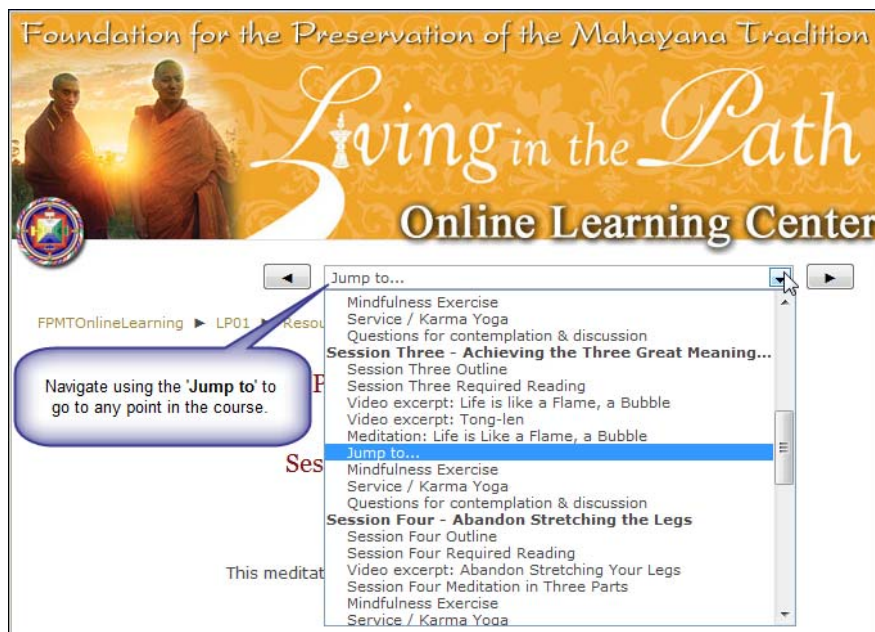 Foundation for the Preservation of the Mahayana Tradition
Living in the Path
Online Learning Center
◄ Jump to... ►
FPMTOnlineLearning ► LP01 ► Resou
Navigate using the 'Jump to' to
go to any point in the course.
P
Ses
This meditat
Mindfulness Exercise
Service / Karma Yoga
Questions for contemplation & discussion
Session Three - Achieving the Three Great Meaning...
Session Three Outline
Session Three Required Reading
Video excerpt: Life is like a Flame, a Bubble
Video excerpt: Tong-len
Meditation: Life is Like a Flame, a Bubble
Jump to...
Mindfulness Exercise
Service / Karma Yoga
Questions for contemplation & discussion
Session Four - Abandon Stretching the Legs
Session Four Outline
Session Four Required Reading
Video excerpt: Abandon Stretching Your Legs
Session Four Meditation in Three Parts
Mindfulness Exercise
Service / Karma Yoga